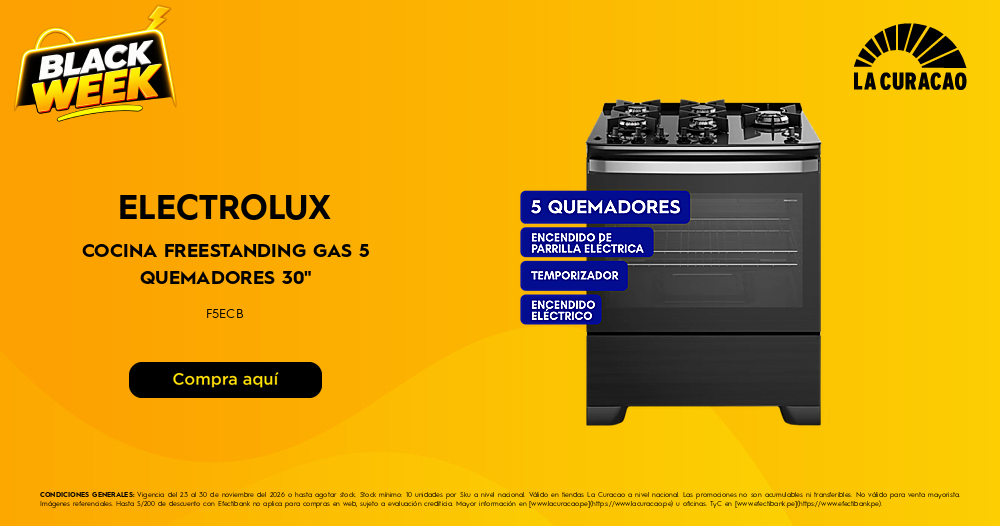 BLACK
WEEK
LA CURACAO
ELECTROLUX
COCINA FREESTANDING GAS 5
QUEMADORES 30"
F5ECB
Compra aquí
5 QUEMADORES
ENCENDIDO DE
PARRILLA ELÉCTRICA
TEMPORIZADOR
ENCENDIDO
ELÉCTRICO
CONDICIONES GENERALES: Vigencia del 23 al 30 de noviembre del 2026 o hasta agotar stock. Stock mínimo: 10 unidades por Sku a nivel nacional. Válido en tiendas La Curacao a nivel nacional. Las promociones no son acumulables ni transferibles. No válido para venta mayorista.
Imágenes referenciales. Hasta S/200 de descuento con Efectibank no aplica para compras en web, sujeto a evaluación crediticia. Mayor información en [www.lacuracao.pe](https://www.lacuracao.pe) u oficinas. TyC en [www.efectibank.pe](https://www.efectibank.pe).